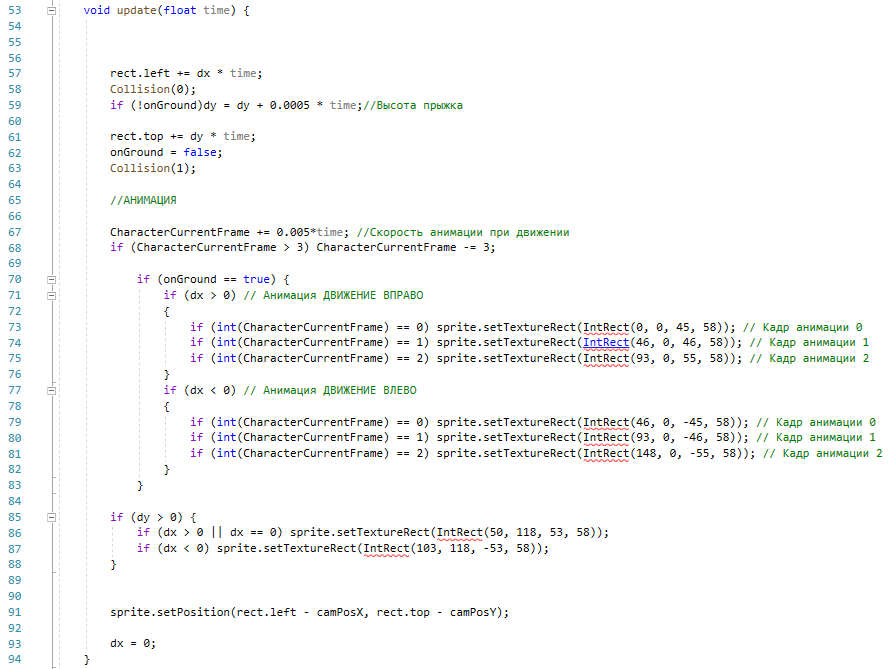 53 void update(float time) {
54
55
56
57 rect.left += dx * time;
58 Collision(0);
59 if (!onGround)dy = dy + 0.0005 * time;//Высота прыжка
60
61 rect.top += dy * time;
62 onGround = false;
63 Collision(1);
64
65 //АНИМАЦИЯ
66
67 CharacterCurrentFrame += 0.005*time; //Скорость анимации при движении
68 if (CharacterCurrentFrame > 3) CharacterCurrentFrame -= 3;
69
70 if (onGround == true) {
71 if (dx > 0) // Анимация ДВИЖЕНИЕ ВПРАВО
72 {
73 if (int(CharacterCurrentFrame) == 0) sprite.setTextureRect(IntRect(0, 0, 45, 58)); // Кадр анимации 0
74 if (int(CharacterCurrentFrame) == 1) sprite.setTextureRect(IntRect(46, 0, 46, 58)); // Кадр анимации 1
75 if (int(CharacterCurrentFrame) == 2) sprite.setTextureRect(IntRect(93, 0, 55, 58)); // Кадр анимации 2
76 }
77 if (dx < 0) // Анимация ДВИЖЕНИЕ ВЛЕВО
78 {
79 if (int(CharacterCurrentFrame) == 0) sprite.setTextureRect(IntRect(46, 0, -45, 58)); // Кадр анимации 0
80 if (int(CharacterCurrentFrame) == 1) sprite.setTextureRect(IntRect(93, 0, -46, 58)); // Кадр анимации 1
81 if (int(CharacterCurrentFrame) == 2) sprite.setTextureRect(IntRect(148, 0, -55, 58)); // Кадр анимации 2
82 }
83 }
84
85 if (dy > 0) {
86 if (dx > 0 || dx == 0) sprite.setTextureRect(IntRect(50, 118, 53, 58));
87 if (dx < 0) sprite.setTextureRect(IntRect(103, 118, -53, 58));
88 }
89
90
91 sprite.setPosition(rect.left - camPosX, rect.top - camPosY);
92
93 dx = 0;
94 }